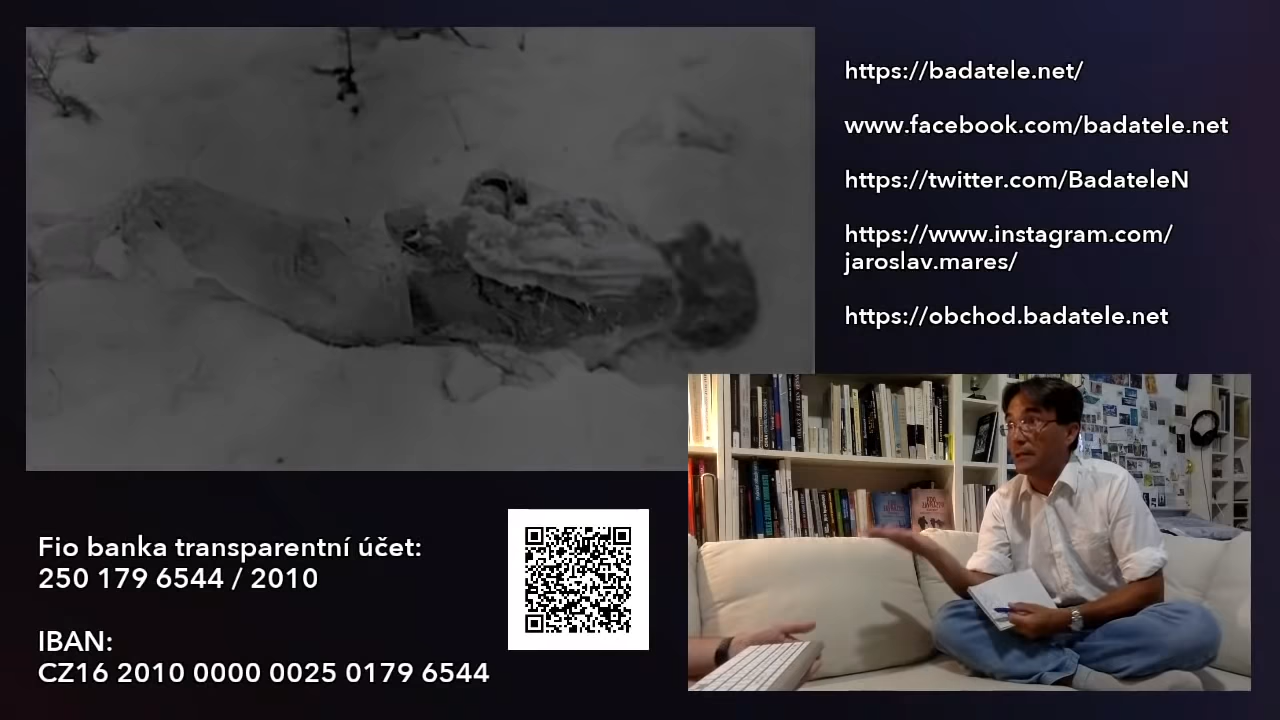 https://badatele.net/
www.facebook.com/badatele.net
https://twitter.com/BadateleN
https://www.instagram.com/
jaroslav.mares/
https://obchod.badatele.net
Fio banka transparentní účet:
250 179 6544 / 2010
IBAN:
CZ16 2010 0000 0025 0179 6544